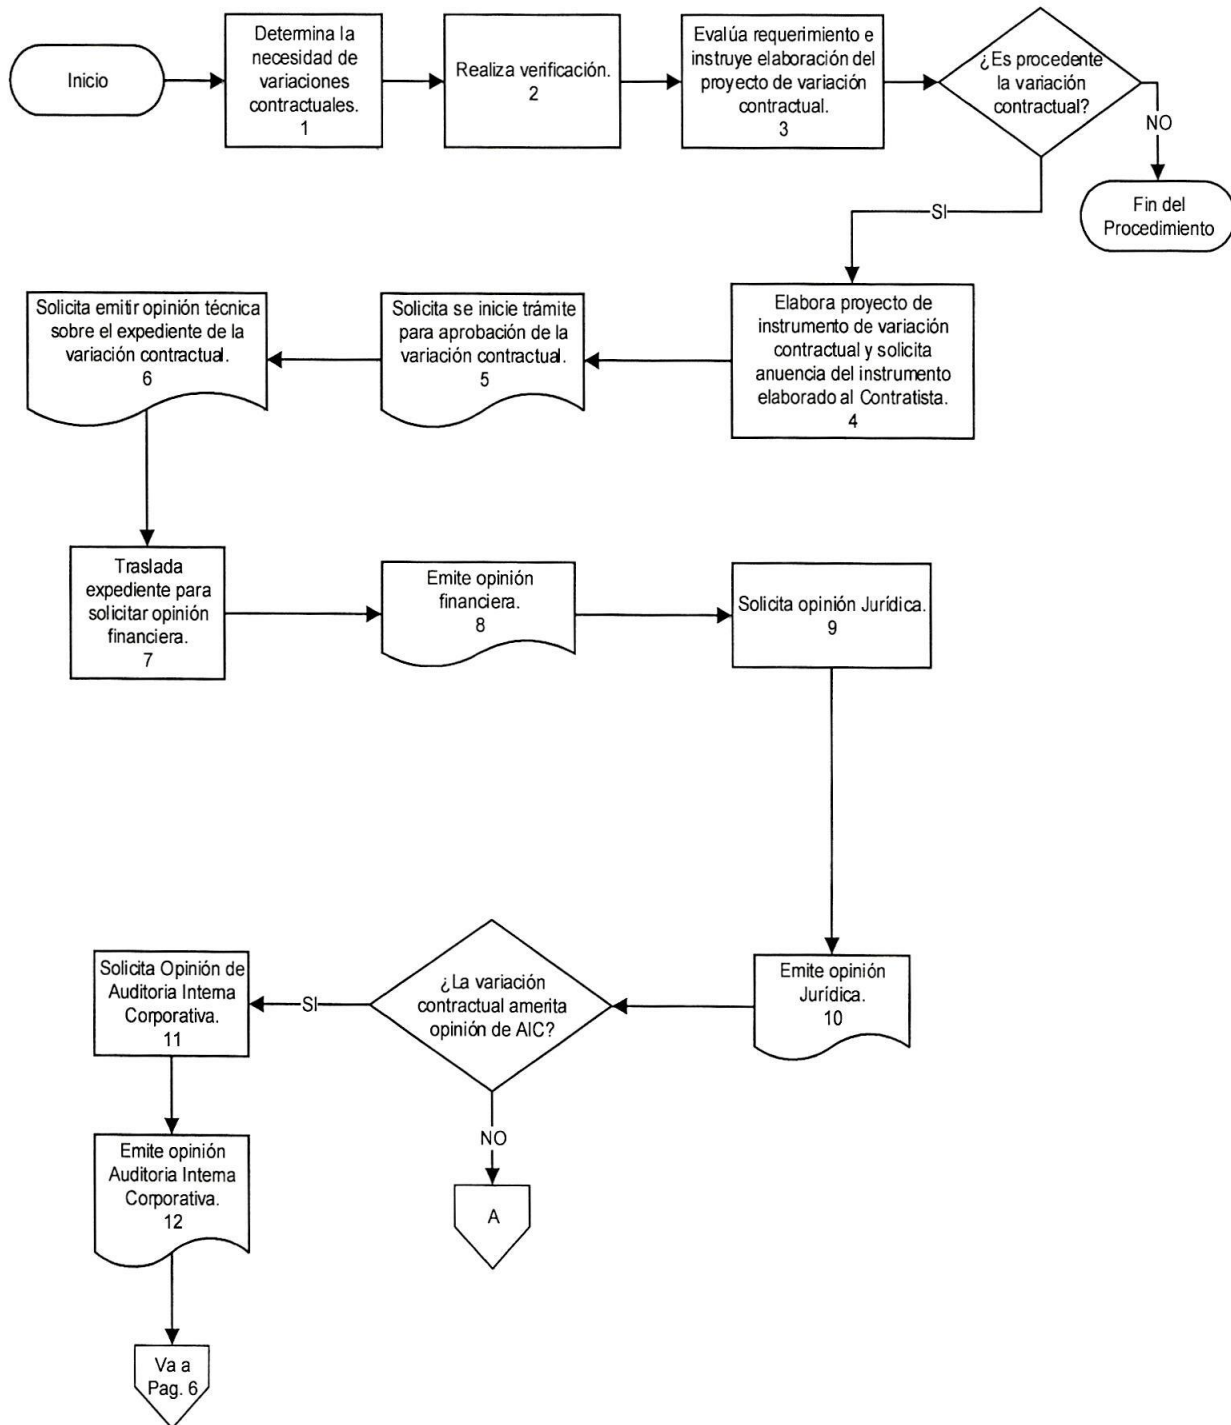 Inicio
Determina la
necesidad de
variaciones
contractuales.
1
Realiza verificación.
2
Evalúa requerimiento e
instruye elaboración del
proyecto de variación
contractual.
3
¿Es procedente
la variación
contractual?
NO
Fin del
Procedimiento
SI
Elabora proyecto de
instrumento de variación
contractual y solicita
anuencia del instrumento
elaborado al Contratista.
4
Solicita se inicie trámite
para aprobación de la
variación contractual.
5
Solicita emitir opinión técnica
sobre el expediente de la
variación contractual.
6
Traslada
expediente para
solicitar opinión
financiera.
7
Emite opinión
financiera.
8
Solicita opinión Jurídica.
9
Emite opinión
Jurídica.
10
¿La variación
contractual amerita
opinión de AIC?
SI
Solicita Opinión de
Auditoria Interna
Corporativa.
11
NO
A
Emite opinión
Auditoria Interna
Corporativa.
12
Va a
Pag. 6